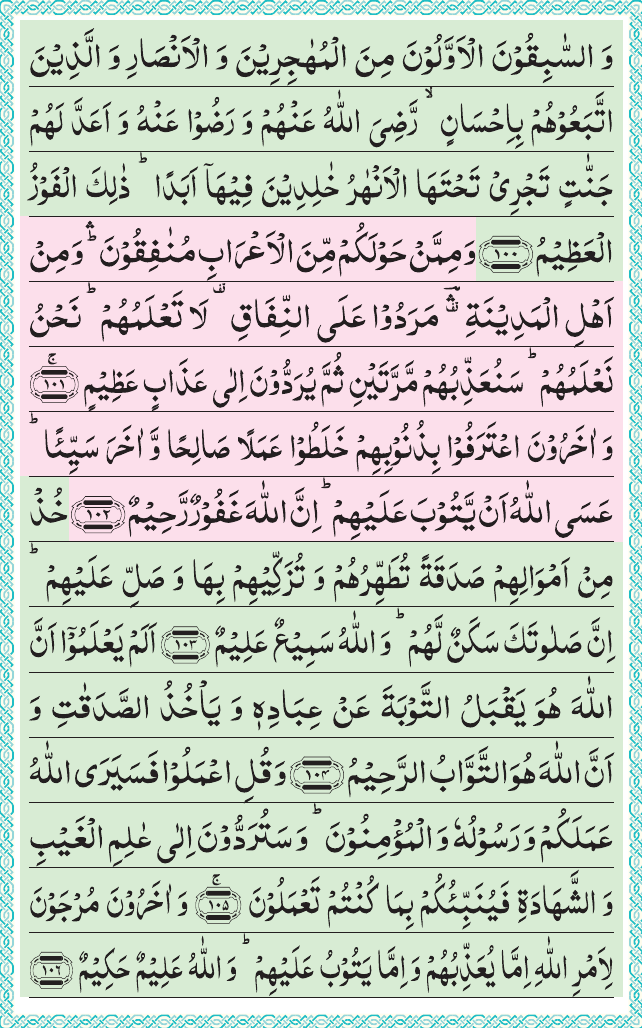 وَ السّٰبِقُوۡنَ الۡاَوَّلُوۡنَ مِنَ الۡمُهٰجِرِيۡنَ وَ الۡاَنۡصَارِ وَ الَّذِيۡنَ
اتَّبَعُوۡهُمۡ بِاِحۡسَانٍ ۙ رَّضِىَ اللّٰهُ عَنۡهُمۡ وَ رَضُوۡا عَنۡهُ وَ اَعَدَّ لَهُمۡ
جَنّٰتٍ تَجۡرِىۡ تَحۡتَهَا الۡاَنۡهٰرُ خٰلِدِيۡنَ فِيۡهَاۤ اَبَدًا ؕ ذٰلِكَ الۡفَوۡزُ
الۡعَظِيۡمُ ﴿۱۰۰﴾ وَمِمَّنۡ حَوۡلَكُمۡ مِّنَ الۡاَعۡرَابِ مُنٰفِقُوۡنَ ۛؕ وَمِنۡ
اَهۡلِ الۡمَدِيۡنَةِ ۛؔ مَرَدُوۡا عَلَى النِّفَاقِ ۚ لَا تَعۡلَمُهُمۡ ؕ نَحۡنُ
نَعۡلَمُهُمۡ ؕ سَنُعَذِّبُهُمۡ مَّرَّتَيۡنِ ثُمَّ يُرَدُّوۡنَ اِلٰى عَذَابٍ عَظِيۡمٍ ۚ ﴿۱۰۱﴾
وَ اٰخَرُوۡنَ اعۡتَرَفُوۡا بِذُنُوۡبِهِمۡ خَلَطُوۡا عَمَلًا صَالِحًا وَّ اٰخَرَ سَيِّئًا ؕ
عَسَى اللّٰهُ اَنۡ يَّتُوۡبَ عَلَيۡهِمۡ ؕ اِنَّ اللّٰهَ غَفُوۡرٌ رَّحِيۡمٌ ﴿۱۰۲﴾ خُذۡ
مِنۡ اَمۡوَالِهِمۡ صَدَقَةً تُطَهِّرُهُمۡ وَ تُزَكِّيۡهِمۡ بِهَا وَ صَلِّ عَلَيۡهِمۡ ؕ
اِنَّ صَلٰوتَكَ سَكَنٌ لَّهُمۡ ؕ وَ اللّٰهُ سَمِيۡعٌ عَلِيۡمٌ ﴿۱۰۳﴾ اَلَمۡ يَعۡلَمُوۡۤا اَنَّ
اللّٰهَ هُوَ يَقۡبَلُ التَّوۡبَةَ عَنۡ عِبَادِهٖ وَ يَاۡخُذُ الصَّدَقٰتِ وَ
اَنَّ اللّٰهَ هُوَ التَّوَّابُ الرَّحِيۡمُ ﴿۱۰۴﴾ وَقُلِ اعۡمَلُوۡا فَسَيَرَى اللّٰهُ
عَمَلَكُمۡ وَرَسُوۡلُهٗ وَ الۡمُؤۡمِنُوۡنَ ؕ وَ سَتُرَدُّوۡنَ اِلٰى عٰلِمِ الۡغَيۡبِ
وَ الشَّهَادَةِ فَيُنَبِّئُكُمۡ بِمَا كُنۡتُمۡ تَعۡمَلُوۡنَ ۚ ﴿۱۰۵﴾ وَ اٰخَرُوۡنَ مُرۡجَوۡنَ
لِاَمۡرِ اللّٰهِ اِمَّا يُعَذِّبُهُمۡ وَ اِمَّا يَتُوۡبُ عَلَيۡهِمۡ ؕ وَ اللّٰهُ عَلِيۡمٌ حَكِيۡمٌ ﴿۱۰۶﴾